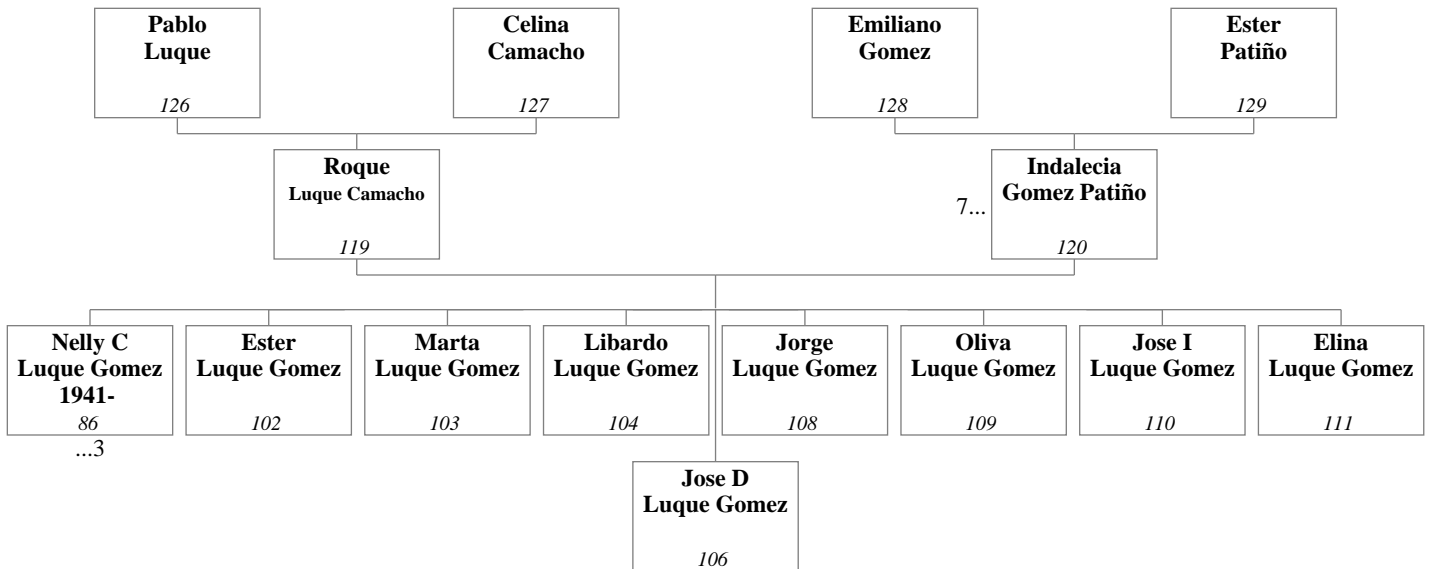 Pablo
Luque
126
Celina
Camacho
127
Emiliano
Gomez
128
Ester
Patiño
129
Roque
Luque Camacho
119
7...
Indalecia
Gomez Patiño
120
Nelly C
Luque Gomez
1941-
86
...3
Ester
Luque Gomez
102
Marta
Luque Gomez
103
Libardo
Luque Gomez
104
Jorge
Luque Gomez
108
Oliva
Luque Gomez
109
Jose I
Luque Gomez
110
Elina
Luque Gomez
111
Jose D
Luque Gomez
106